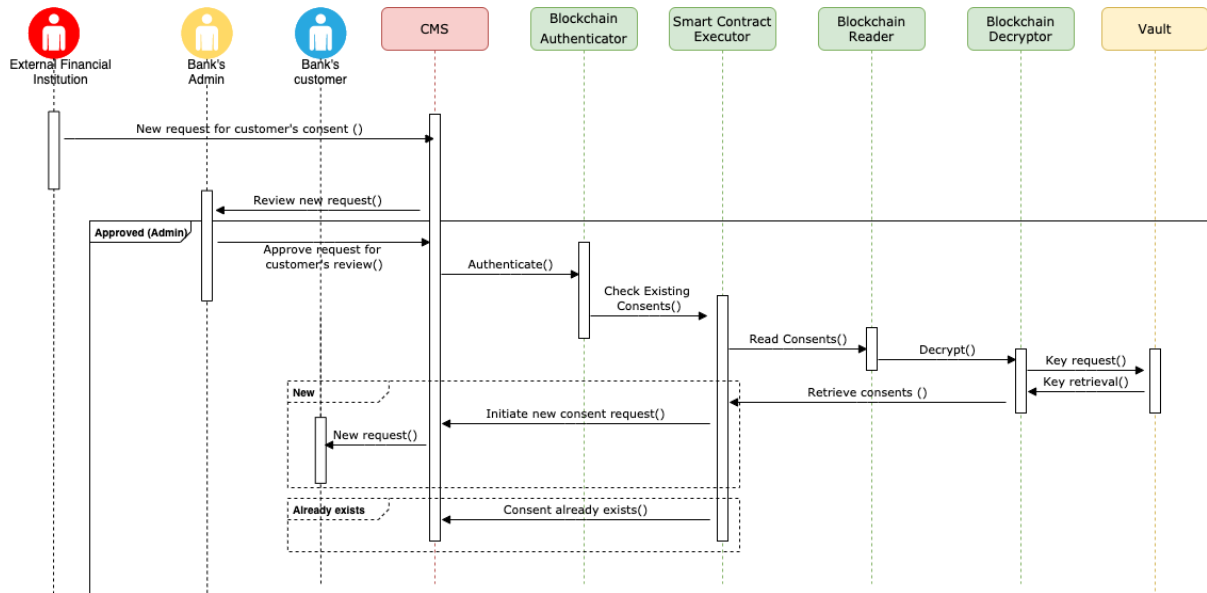 External Financial
Institution
Bank's
Admin
Bank's
customer
CMS
Blockchain
Authenticator
Smart Contract
Executor
Blockchain
Reader
Blockchain
Decryptor
Vault
New request for customer's consent ()
Review new request()
Approved (Admin)
Approve request for
customer's review()
Authenticate()
Check Existing
Consents()
Read Consents()
Decrypt()
Key request()
Key retrieval()
Retrieve consents ()
New
Initiate new consent request()
New request()
Already exists
Consent already exists()